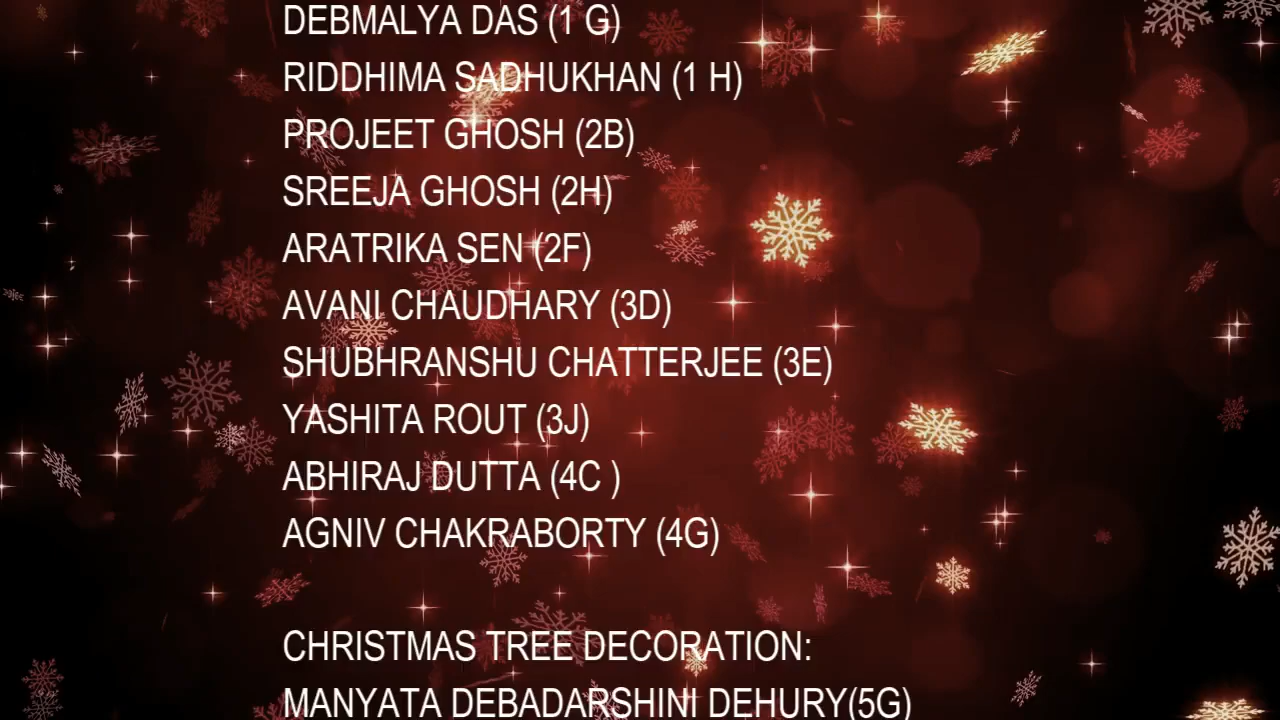 DEBMALYA DAS (1 G)
RIDDHIMA SADHUKHAN (1 H)
PROJEET GHOSH (2B)
SREEJA GHOSH (2H)
ARATRIKA SEN (2F)
AVANI CHAUDHARY (3D)
SHUBHRANSHU CHATTERJEE (3E)
YASHITA ROUT (3J)
ABHIRAJ DUTTA (4C )
AGNIV CHAKRABORTY (4G)
CHRISTMAS TREE DECORATION:
MANYATA DEBADARSHINI DEHURY(5G)